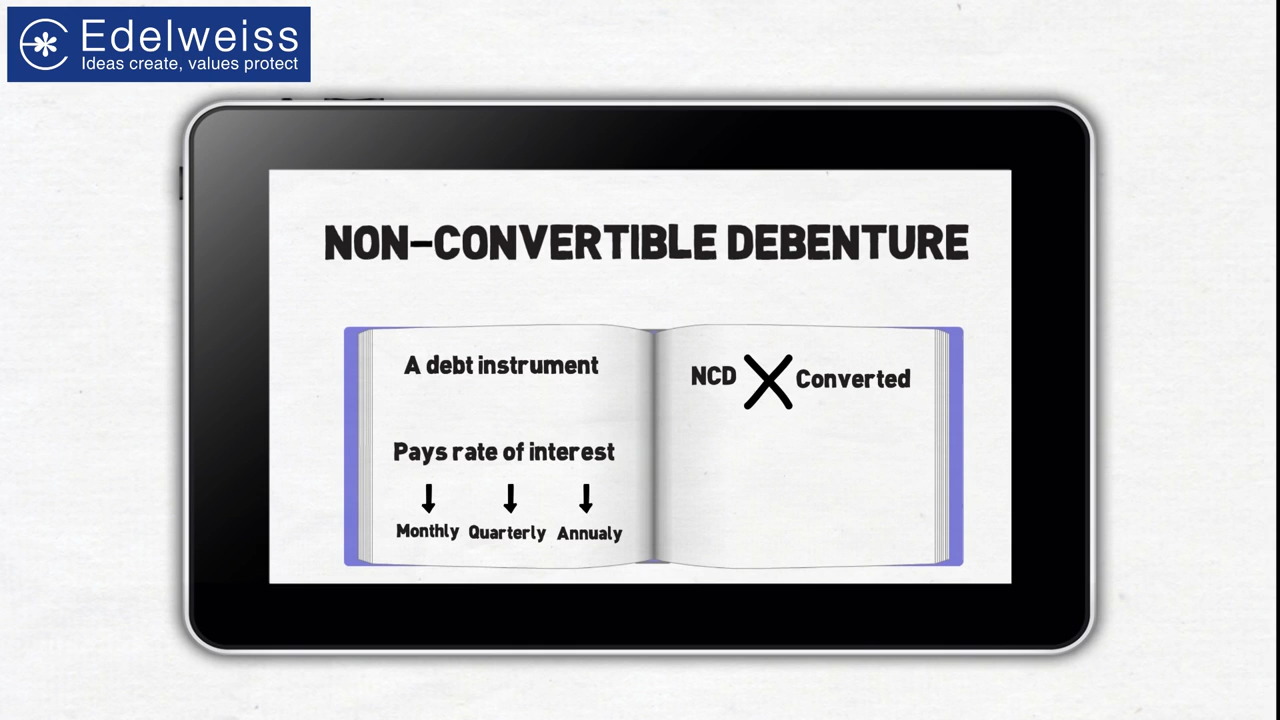 Edelweiss
Ideas create, values protect
NON-CONVERTIBLE DEBENTURE
A debt instrument
Pays rate of interest
Monthly Quarterly Annualy
NCD X Converted